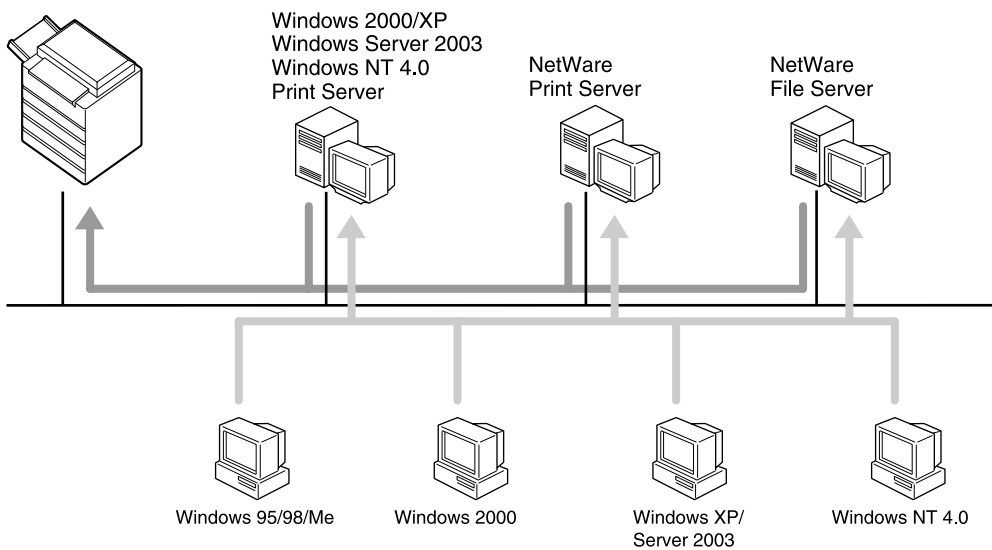 Windows 2000/XP
Windows Server 2003
Windows NT 4.0
Print Server
NetWare
Print Server
NetWare
File Server
Windows 95/98/Me
Windows 2000
Windows XP/
Server 2003
Windows NT 4.0